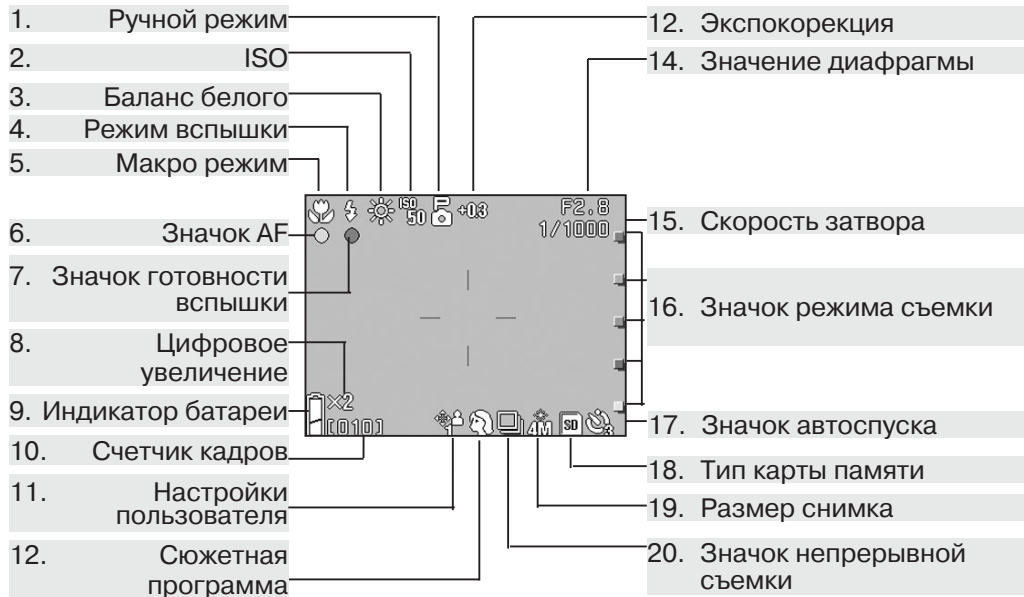 1. Ручной режим
2. ISO
3. Баланс белого
4. Режим вспышки
5. Макро режим
6. Значок AF
7. Значок готовности
вспышки
8. Цифровое
увеличение
9. Индикатор батареи
10. Счетчик кадров
11. Настройки
пользователя
12. Сюжетная
программа
ISO
50
P
+0.3
F2.8
1/1000
×2
[010]
1
4M
SD
3
12. Экспокорекция
14. Значение диафрагмы
15. Скорость затвора
16. Значок режима съемки
17. Значок автоспуска
18. Тип карты памяти
19. Размер снимка
20. Значок непрерывной
съемки